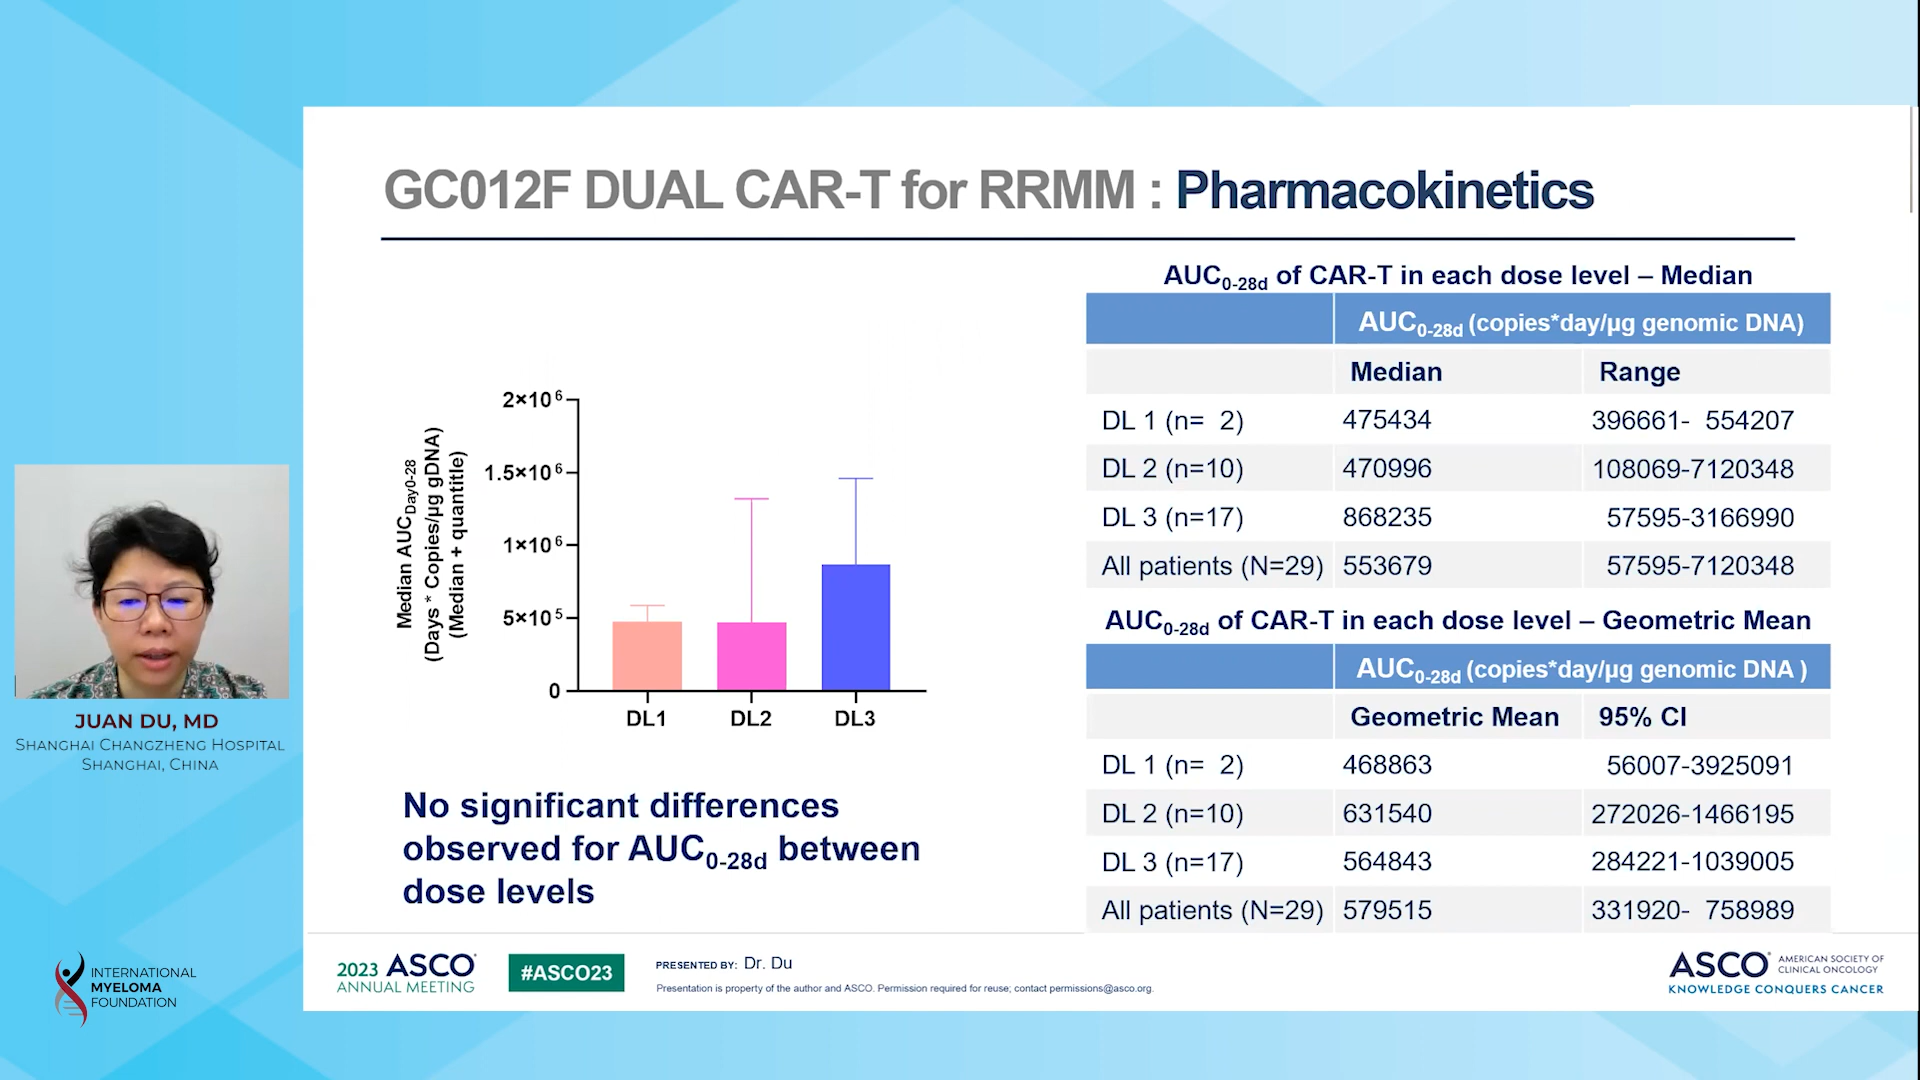 GC012F DUAL CAR-T for RRMM : Pharmacokinetics
2×10⁶
1.5×10⁶
1×10⁶
5×10⁵
0
Median AUCDay0-28
(Days * Copies/µg gDNA)
(Median + quantitle)
DL1 DL2 DL3
No significant differences
observed for AUC0-28d between
dose levels
AUC0-28d of CAR-T in each dose level – Median
AUC0-28d (copies*day/µg genomic DNA)
Median Range
DL 1 (n= 2) 475434 396661- 554207
DL 2 (n=10) 470996 108069-7120348
DL 3 (n=17) 868235 57595-3166990
All patients (N=29) 553679 57595-7120348
AUC0-28d of CAR-T in each dose level – Geometric Mean
AUC0-28d (copies*day/µg genomic DNA )
Geometric Mean 95% CI
DL 1 (n= 2) 468863 56007-3925091
DL 2 (n=10) 631540 272026-1466195
DL 3 (n=17) 564843 284221-1039005
All patients (N=29) 579515 331920- 758989
JUAN DU, MD
SHANGHAI CHANGZHENG HOSPITAL
SHANGHAI, CHINA
INTERNATIONAL
MYELOMA
FOUNDATION
2023 ASCO®
ANNUAL MEETING
#ASCO23
PRESENTED BY: Dr. Du
Presentation is property of the author and ASCO. Permission required for reuse; contact permissions@asco.org.
ASCO® AMERICAN SOCIETY OF
CLINICAL ONCOLOGY
KNOWLEDGE CONQUERS CANCER